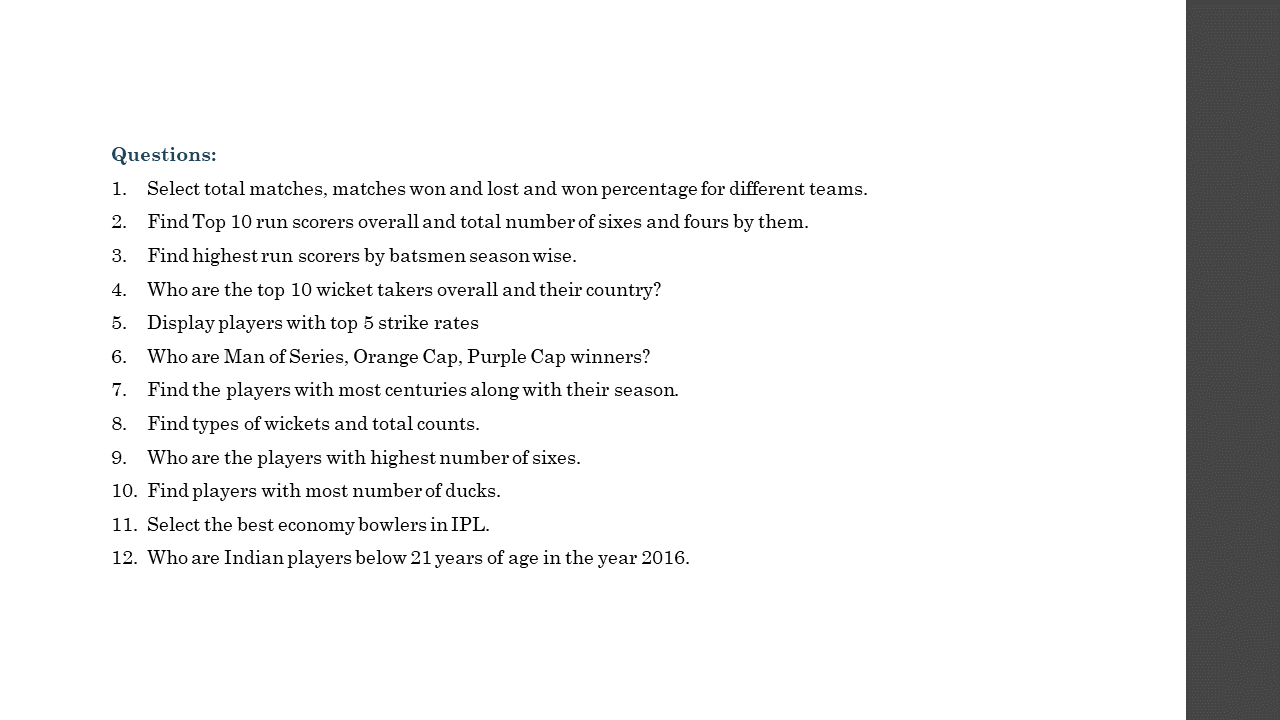 Questions:
1. Select total matches, matches won and lost and won percentage for different teams.
2. Find Top 10 run scorers overall and total number of sixes and fours by them.
3. Find highest run scorers by batsmen season wise.
4. Who are the top 10 wicket takers overall and their country?
5. Display players with top 5 strike rates
6. Who are Man of Series, Orange Cap, Purple Cap winners?
7. Find the players with most centuries along with their season.
8. Find types of wickets and total counts.
9. Who are the players with highest number of sixes.
10. Find players with most number of ducks.
11. Select the best economy bowlers in IPL.
12. Who are Indian players below 21 years of age in the year 2016.